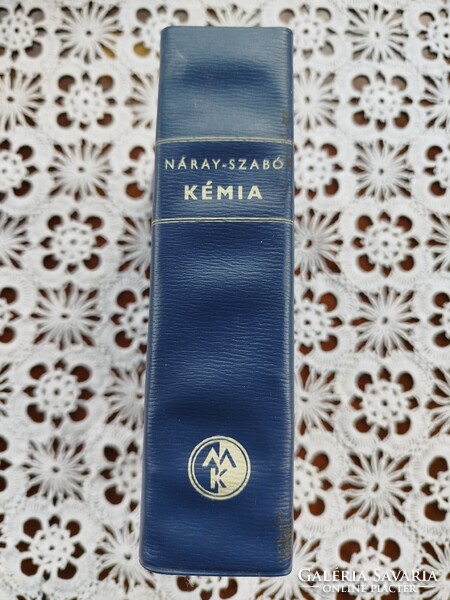 NÁRAY-SZABÓ
KÉMIA
MK
GALÉRIA SAVARIA
ONLINE PIACTÉR